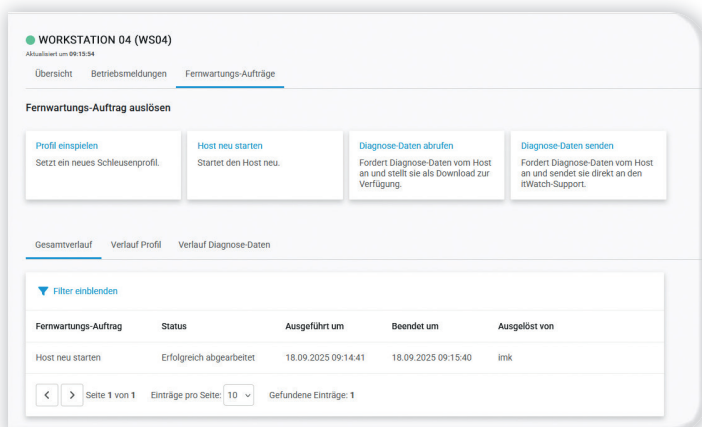 WORKSTATION 04 (WS04)
Aktualisiert um 09:15:54
Übersicht Betriebsmeldungen Fernwartungs-Aufträge
Fernwartungs-Auftrag auslösen
Profil einspielen
Setzt ein neues Schleusenprofil.
Host neu starten
Startet den Host neu.
Diagnose-Daten abrufen
Fordert Diagnose-Daten vom Host
an und stellt sie als Download zur
Verfügung.
Diagnose-Daten senden
Fordert Diagnose-Daten vom Host
an und sendet sie direkt an den
itWatch-Support.
Gesamtverlauf Verlauf Profil Verlauf Diagnose-Daten
Filter einblenden
Fernwartungs-Auftrag Status Ausgeführt um Beendet um Ausgelöst von
Host neu starten Erfolgreich abgearbeitet 18.09.2025 09:14:41 18.09.2025 09:15:40 imk
Seite 1 von 1 Einträge pro Seite: 10 Gefundene Einträge: 1